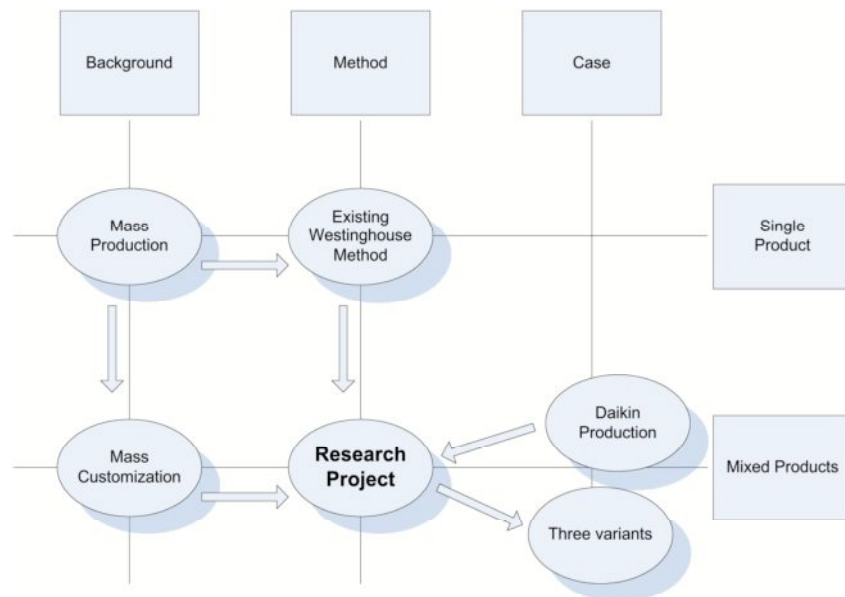 Background
Method
Case
Mass
Production
Existing
Westinghouse
Method
Single
Product
Mass
Customization
Research
Project
Daikin
Production
Mixed Products
Three variants